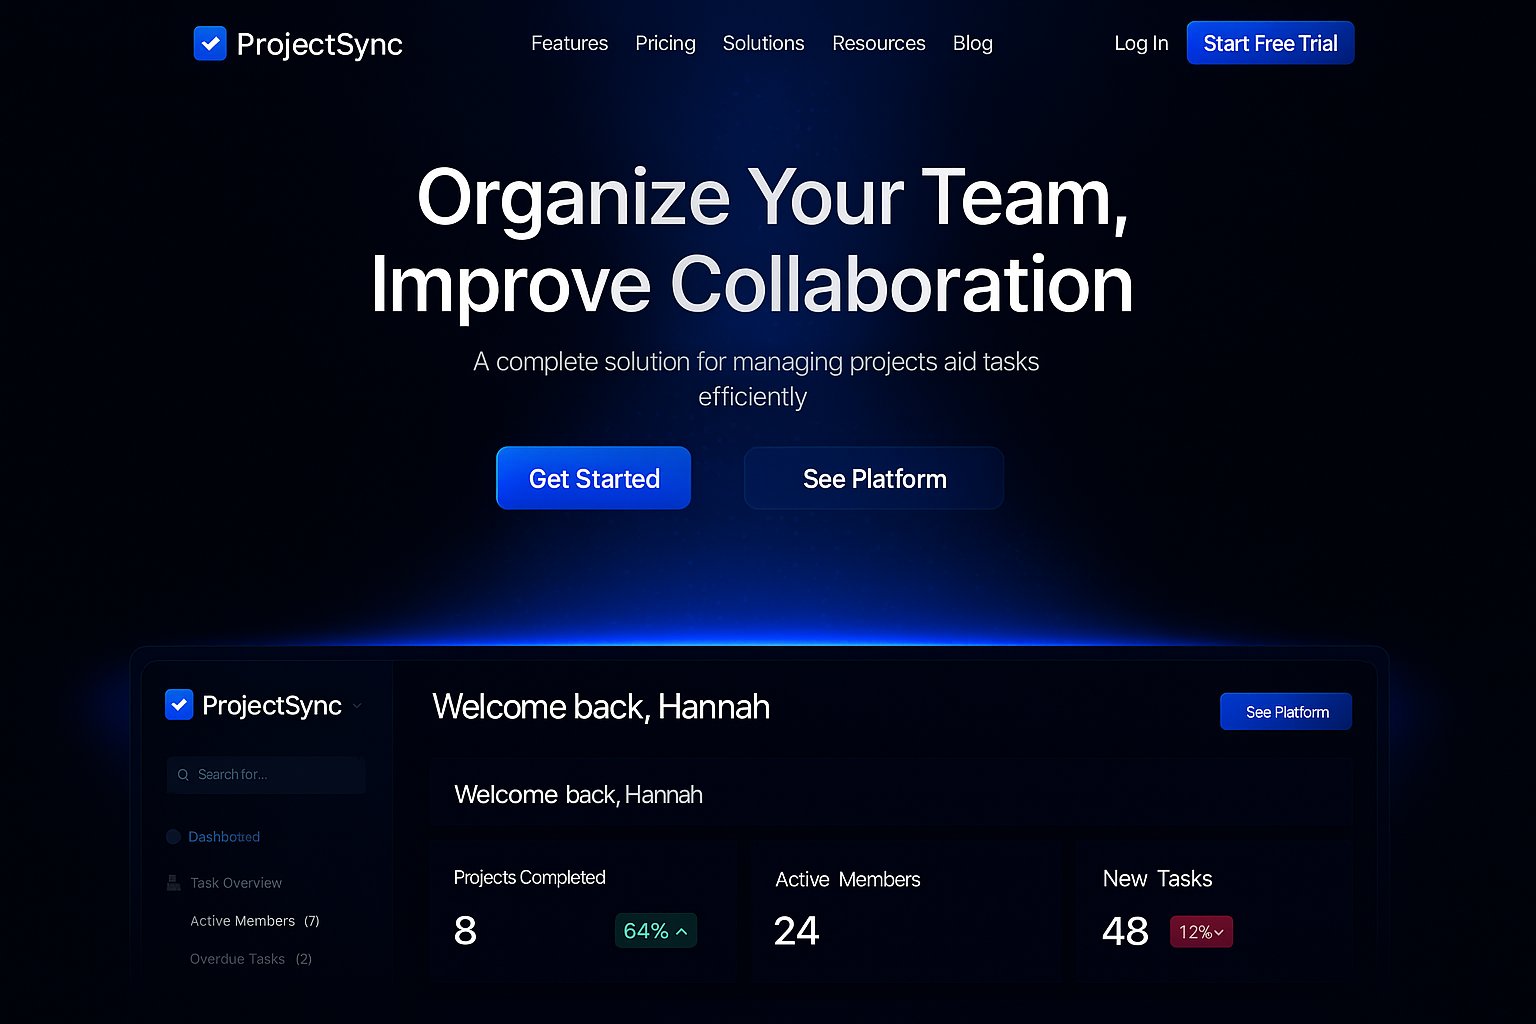 ProjectSync
Features Pricing Solutions Resources Blog
Log In Start Free Trial
Organize Your Team,
Improve Collaboration
A complete solution for managing projects aid tasks
efficiently
Get Started See Platform
ProjectSync
Search for...
Task Overview
Active Members (7)
Overdue Tasks (2)
Welcome back, Hannah
See Platform
Welcome back, Hannah
Projects Completed
8 64%
Active Members
24
New Tasks
48 12%